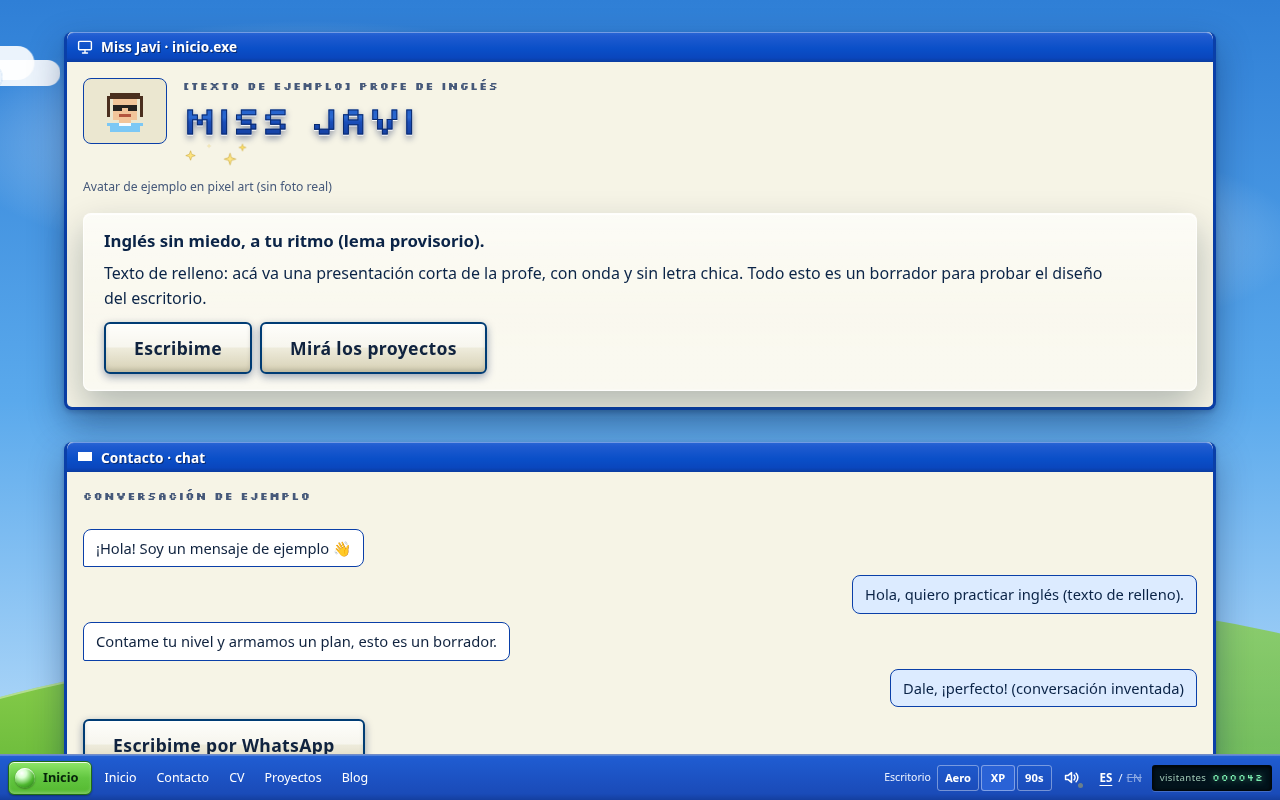 Miss Javi · inicio.exe
[TEXTO DE EJEMPLO] PROFE DE INGLÉS
MISS JAVI
Avatar de ejemplo en pixel art (sin foto real)
Inglés sin miedo, a tu ritmo (lema provisorio).
Texto de relleno: acá va una presentación corta de la profe, con onda y sin letra chica. Todo esto es un borrador para probar el diseño
del escritorio.
Escribime
Mirá los proyectos
Contacto · chat
CONVERSACIÓN DE EJEMPLO
¡Hola! Soy un mensaje de ejemplo 👋
Hola, quiero practicar inglés (texto de relleno).
Contame tu nivel y armamos un plan, esto es un borrador.
Dale, ¡perfecto! (conversación inventada)
Escribime por WhatsApp
Inicio Inicio Contacto CV Proyectos Blog Escritorio Aero XP 90s ES / EN visitantes 000042